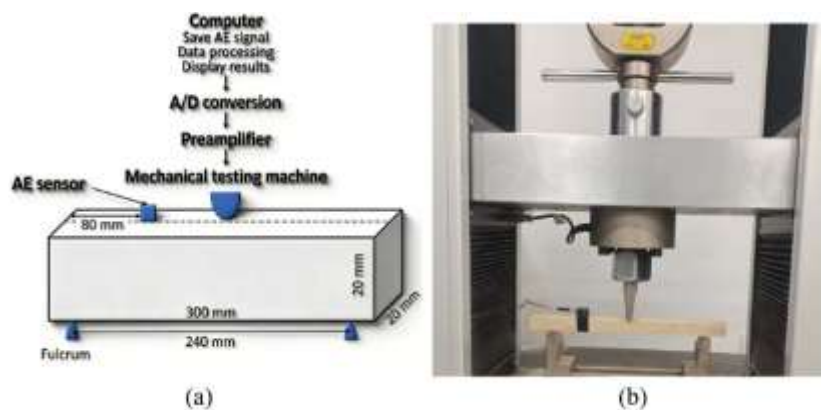 Computer
Save AE signal
Data processing
Display results
A/D conversion
Preamplifier
Mechanical testing machine
AE sensor
80 mm
20 mm
300 mm
20 mm
240 mm
Fulcrum
(a)
(b)